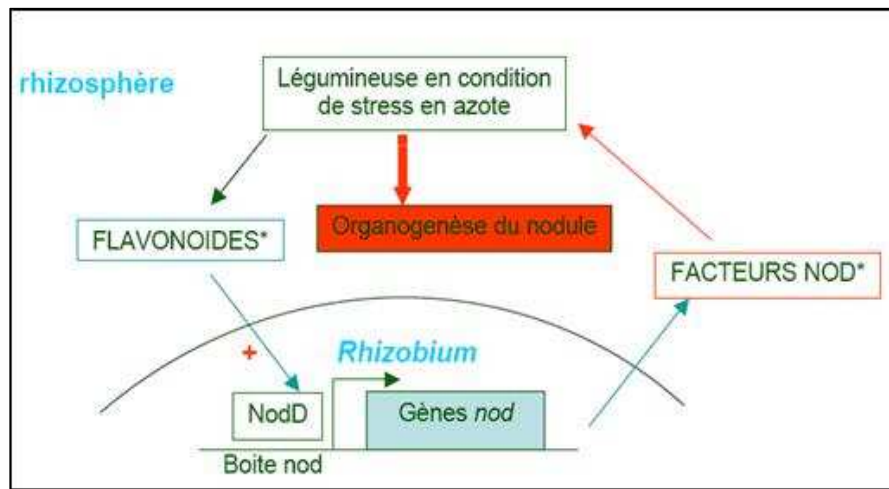 rhizosphère
Légumineuse en condition
de stress en azote
FLAVONOIDES*
Organogenèse du nodule
FACTEURS NOD*
+
Rhizobium
NodD
Gènes nod
Boite nod